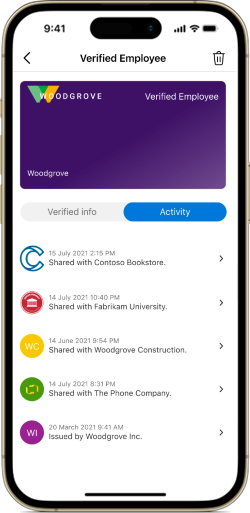 9:41
Verified Employee
WOODGROVE
Verified Employee
Woodgrove
Verified info
Activity
15 July 2021 2:15 PM
Shared with Contoso Bookstore.
14 July 2021 10:40 PM
Shared with Fabrikam University.
WC
14 June 2021 9:54 PM
Shared with Woodgrove Construction.
14 July 2021 8:31 PM
Shared with The Phone Company.
WI
20 March 2021 9:41 AM
Issued by Woodgrove Inc.